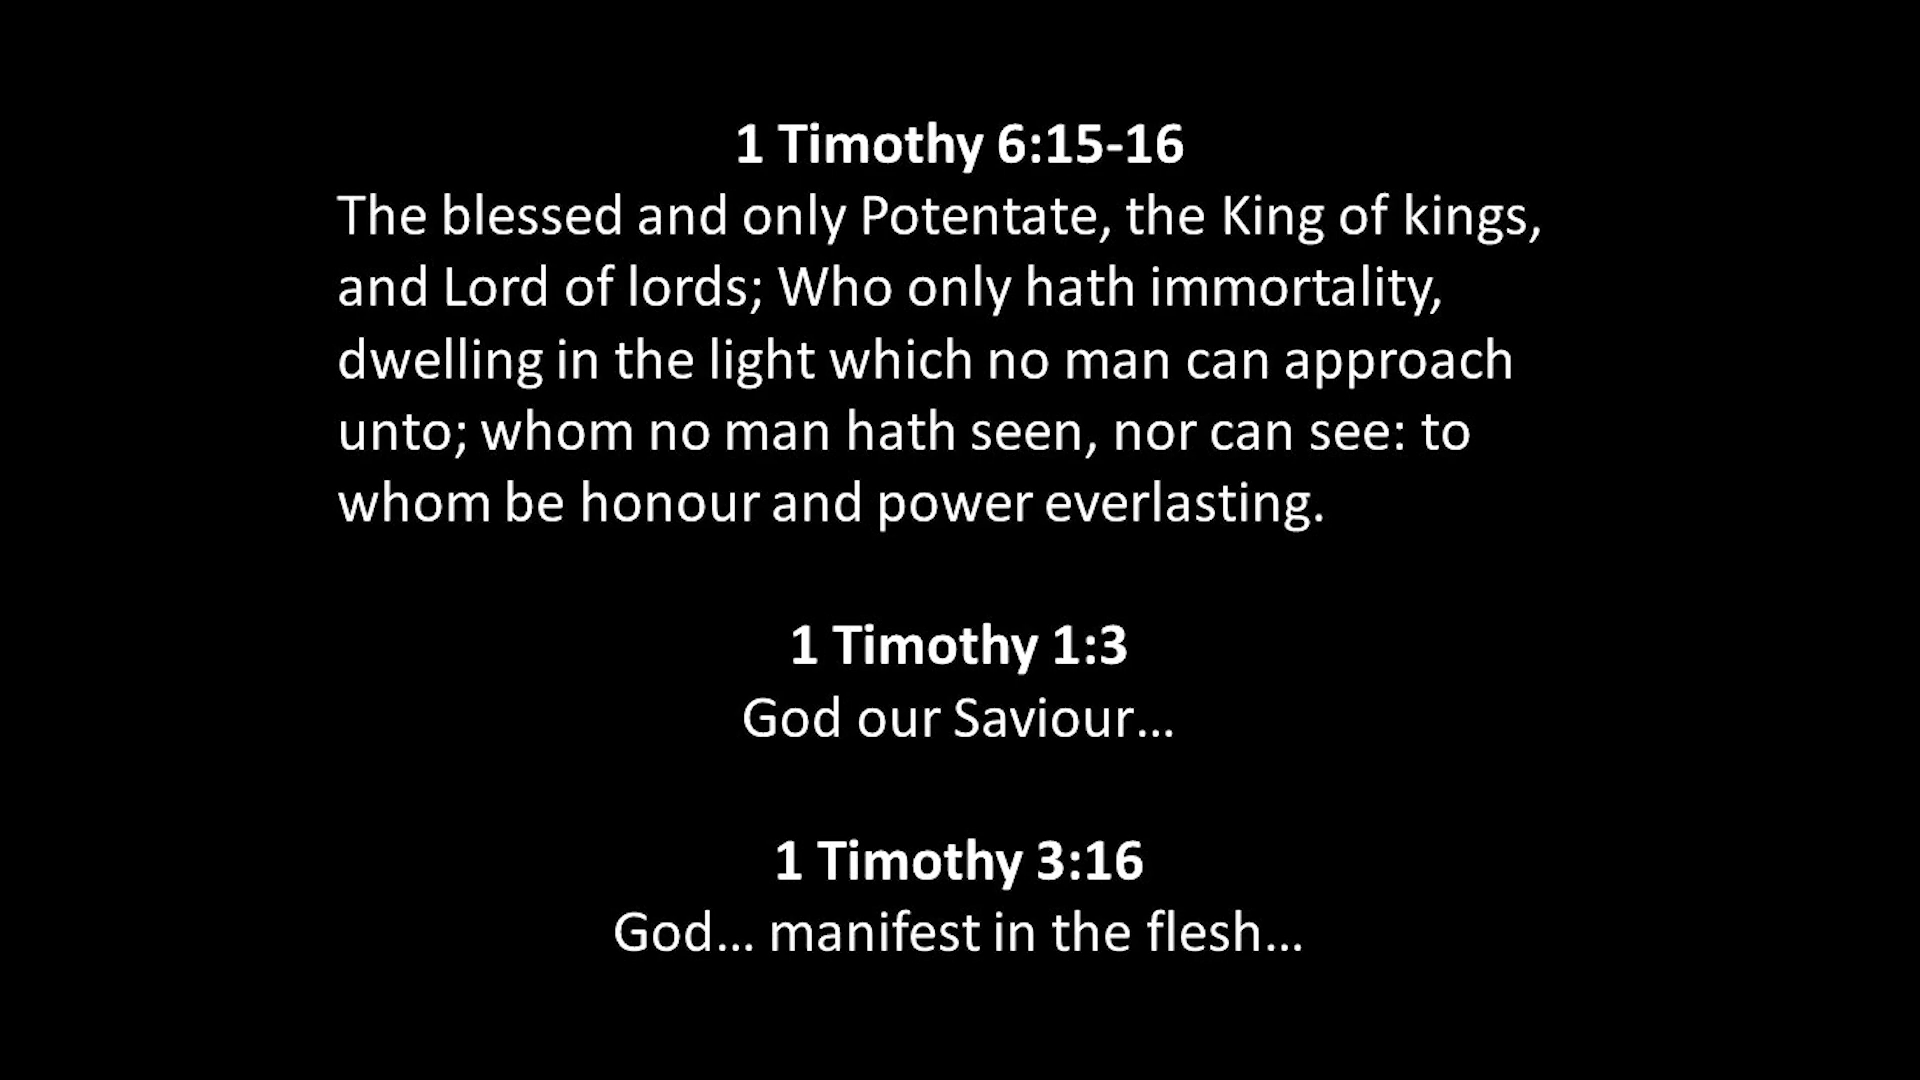 1 Timothy 6:15-16
The blessed and only Potentate, the King of kings,
and Lord of lords; Who only hath immortality,
dwelling in the light which no man can approach
unto; whom no man hath seen, nor can see: to
whom be honour and power everlasting.
1 Timothy 1:3
God our Saviour...
1 Timothy 3:16
God... manifest in the flesh...